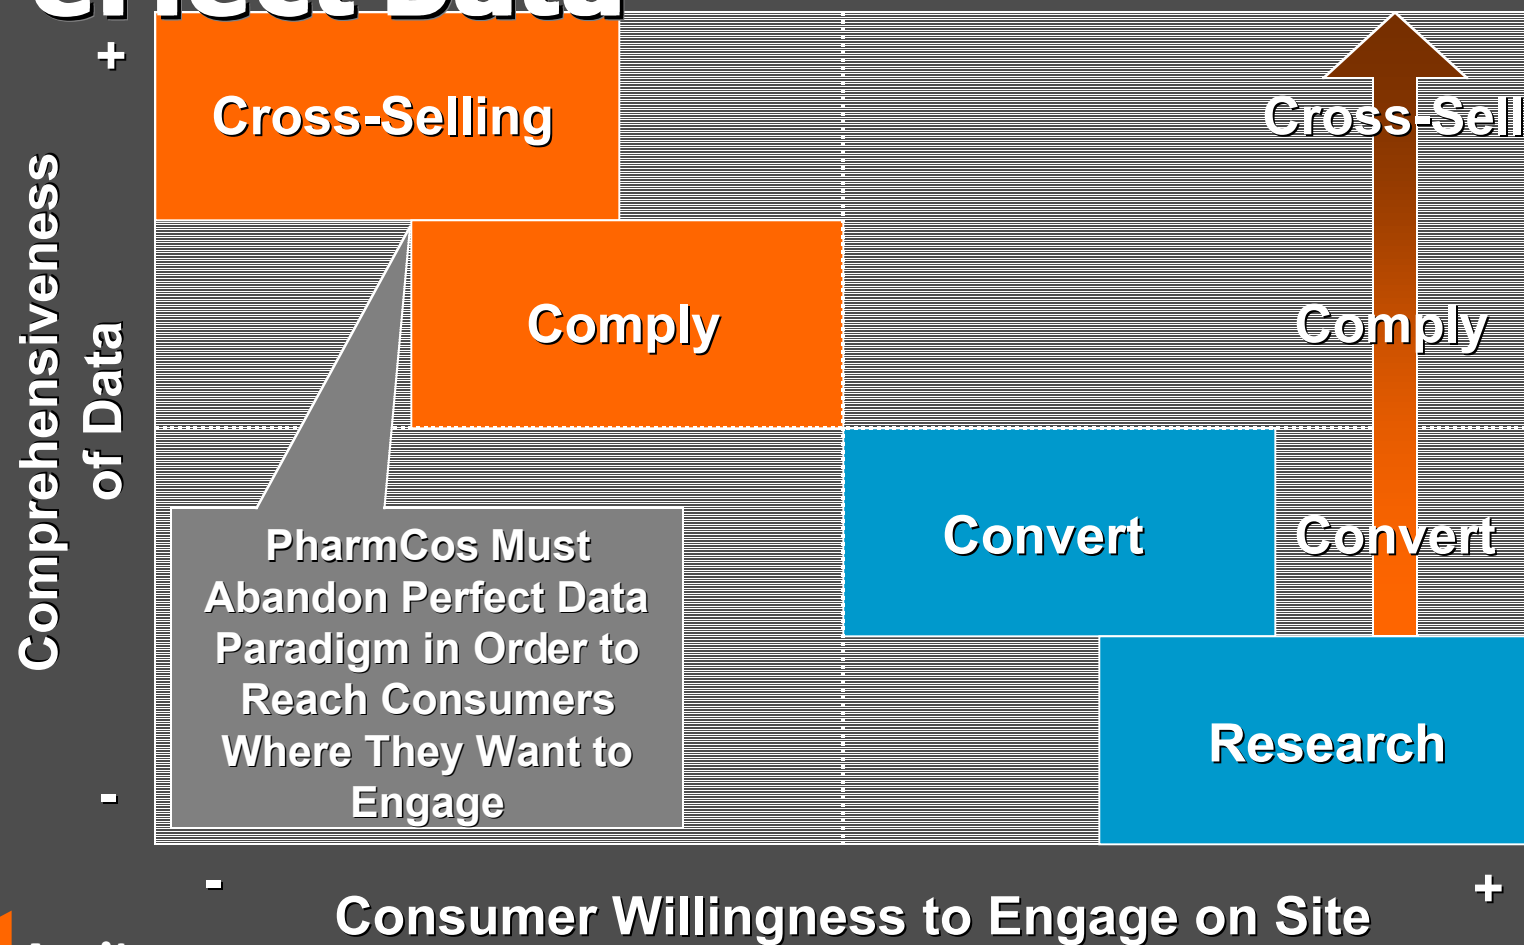 Data
+
Cross-Selling
Cross-Sell
Comprehensiveness
of Data
Comply
Comply
Convert
Convert
PharmCos Must
Abandon Perfect Data
Paradigm in Order to
Reach Consumers
Where They Want to
Engage
Research
-
-
+
Consumer Willingness to Engage on Site